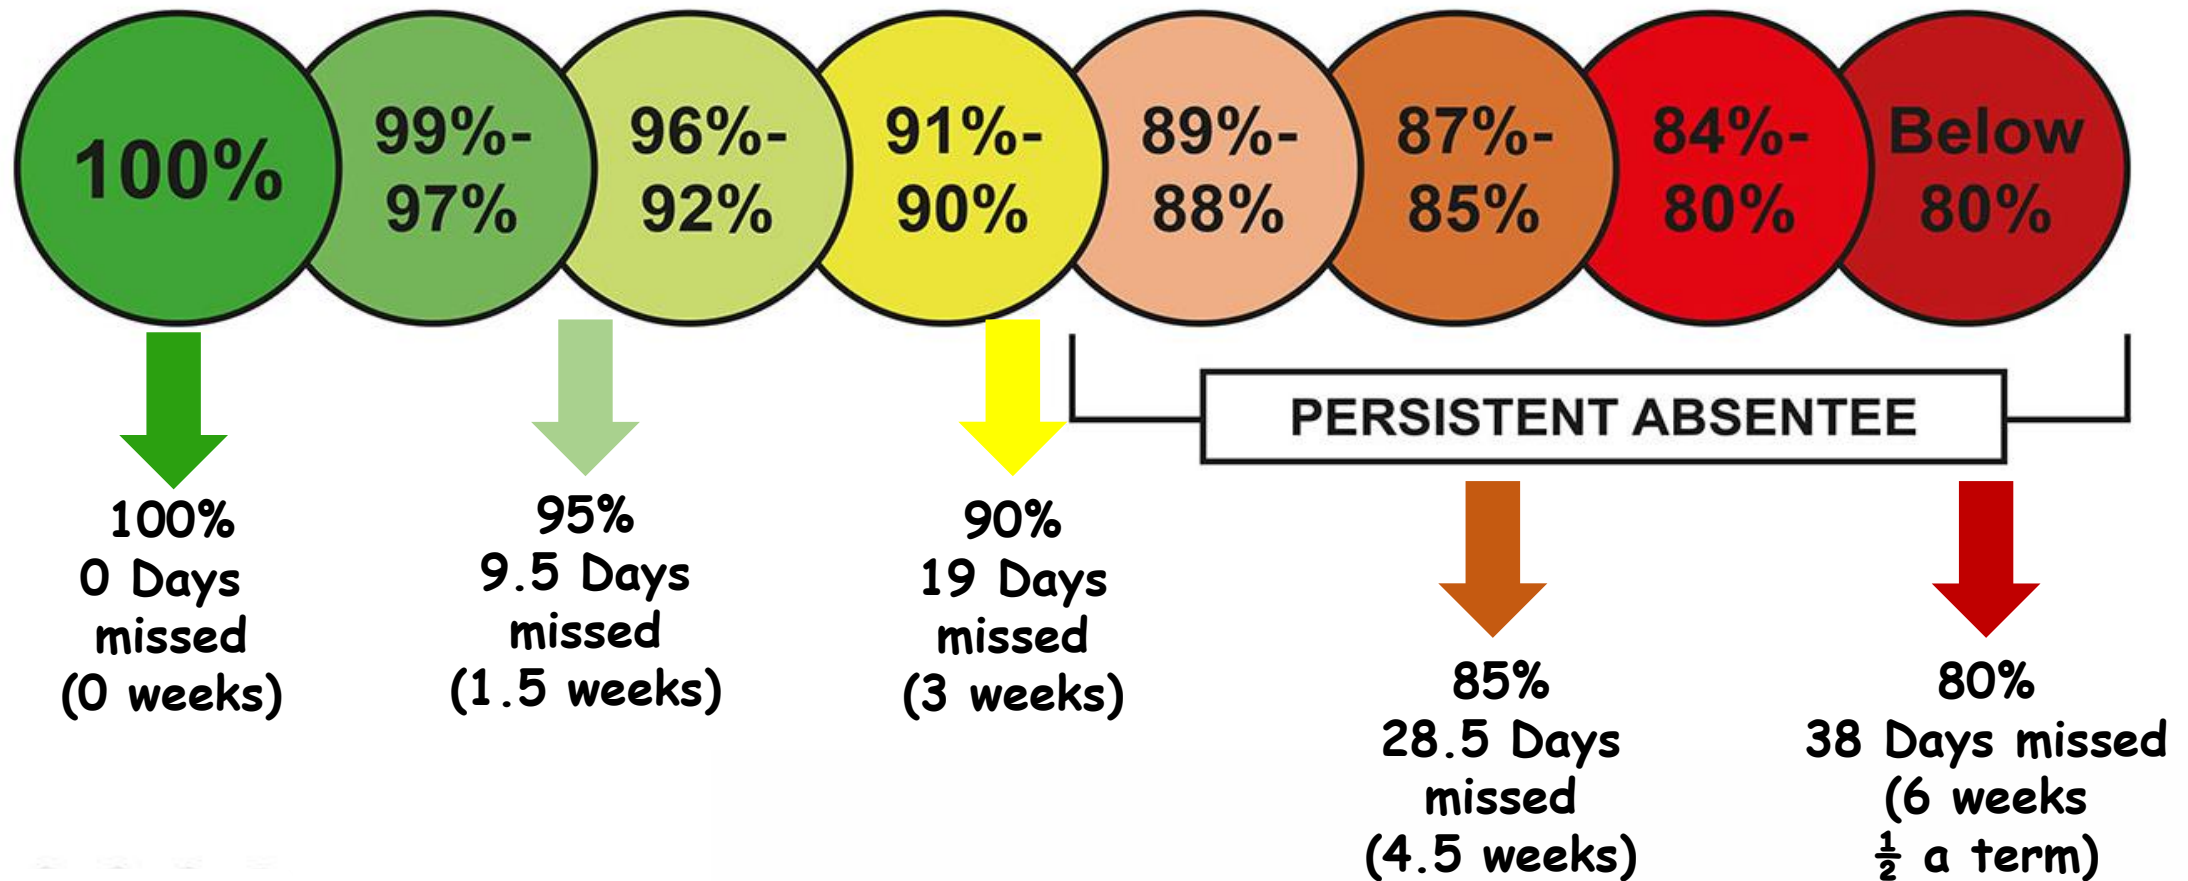 100%
99%-
97%
96%-
92%
91%-
90%
89%-
88%
87%-
85%
84%-
80%
Below
80%
PERSISTENT ABSENTEE
100%
0 Days
missed
(0 weeks)
95%
9.5 Days
missed
(1.5 weeks)
90%
19 Days
missed
(3 weeks)
85%
28.5 Days
missed
(4.5 weeks)
80%
38 Days missed
(6 weeks
½ a term)